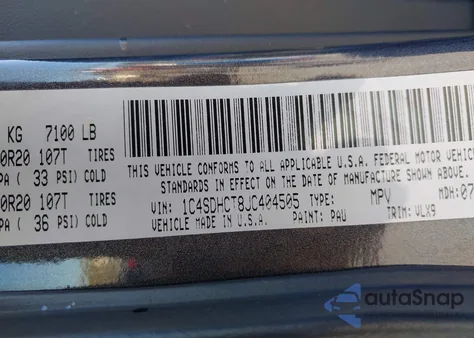 KG 7100 LB
0R20 107T TIRES
PA ( 33 PSI) COLD
0R20 107T TIRES
PA ( 36 PSI) COLD
THIS VEHICLE CONFORMS TO ALL APPLICABLE U.S.A. FEDERAL MOTOR VEHI
STANDARDS IN EFFECT ON THE DATE OF MANUFACTURE SHOWN ABOVE.
VIN: 1C4SDHCT8JC404505 TYPE: MPV MDH:0
VEHICLE MADE IN U.S.A. PAINT: PAU TRIM: VLX9
autoSnap